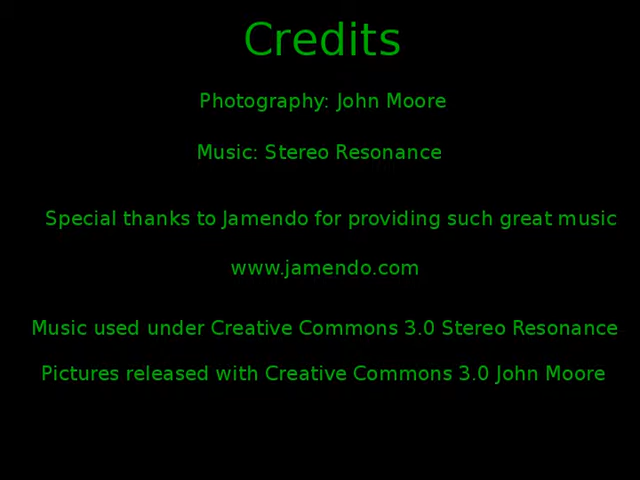 Credits
Photography: John Moore
Music: Stereo Resonance
Special thanks to Jamendo for providing such great music
www.jamendo.com
Music used under Creative Commons 3.0 Stereo Resonance
Pictures released with Creative Commons 3.0 John Moore